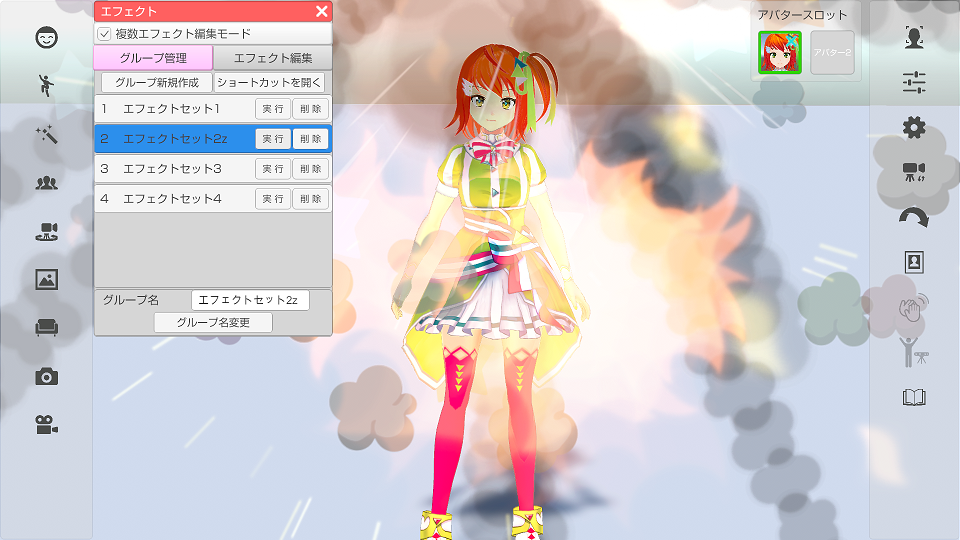 エフェクト
複数エフェクト編集モード
グループ管理 エフェクト編集
グループ新規作成 ショートカットを開く
1 エフェクトセット1 実行 削除
2 エフェクトセット2z 実行 削除
3 エフェクトセット3 実行 削除
4 エフェクトセット4 実行 削除
グループ名 エフェクトセット2z
グループ名変更
アバタースロット
アバター2